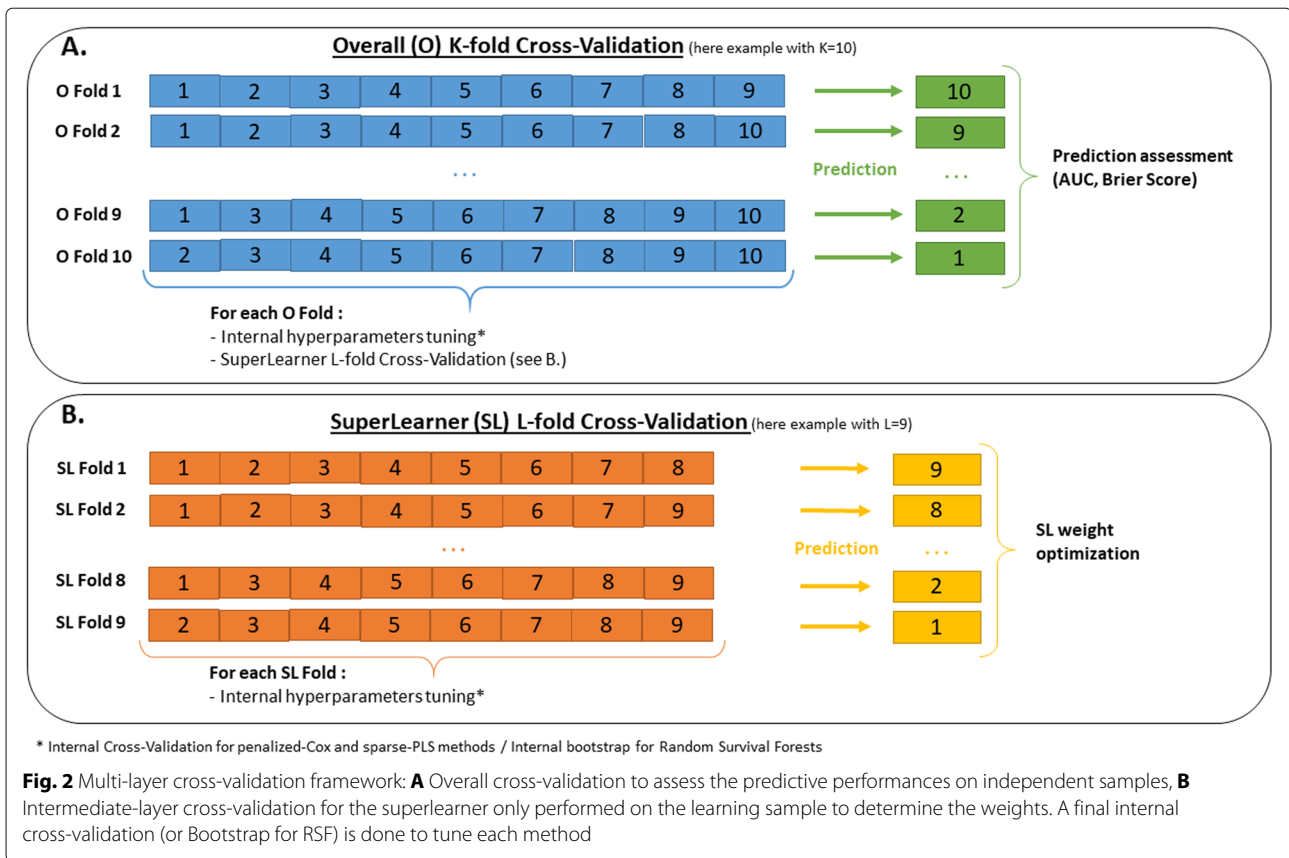 A.
Overall (O) K-fold Cross-Validation (here example with K=10)
O Fold 1 1 2 3 4 5 6 7 8 9 10
O Fold 2 1 2 3 4 5 6 7 8 10 9
... Prediction ...
Prediction assessment
(AUC, Brier Score)
O Fold 9 1 3 4 5 6 7 8 9 10 2
O Fold 10 2 3 4 5 6 7 8 9 10 1
For each O Fold :
- Internal hyperparameters tuning*
- SuperLearner L-fold Cross-Validation (see B.)
B.
SuperLearner (SL) L-fold Cross-Validation (here example with L=9)
SL Fold 1 1 2 3 4 5 6 7 8 9
SL Fold 2 1 2 3 4 5 6 7 9 8
... Prediction ...
SL weight
optimization
SL Fold 8 1 3 4 5 6 7 8 9 2
SL Fold 9 2 3 4 5 6 7 8 9 1
For each SL Fold :
- Internal hyperparameters tuning*
* Internal Cross-Validation for penalized-Cox and sparse-PLS methods / Internal bootstrap for Random Survival Forests
Fig. 2 Multi-layer cross-validation framework: A Overall cross-validation to assess the predictive performances on independent samples, B
Intermediate-layer cross-validation for the superlearner only performed on the learning sample to determine the weights. A final internal
cross-validation (or Bootstrap for RSF) is done to tune each method